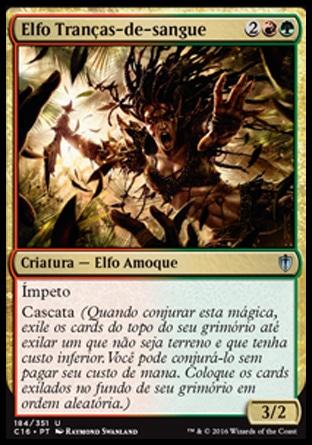 Elfo Tranças-de-sangue 2
Criatura — Elfo Amoque
Ímpeto
Cascata (Quando conjurar esta mágica,
exile os cards do topo do seu grimório até
exilar um que não seja terreno e que tenha
custo inferior. Você pode conjurá-lo sem
pagar seu custo de mana. Coloque os cards
exilados no fundo de seu grimório em
ordem aleatória.)
3/2
184/351 U
C16 • PT Raymond Swanland
™ & © 2016 Wizards of the Coast